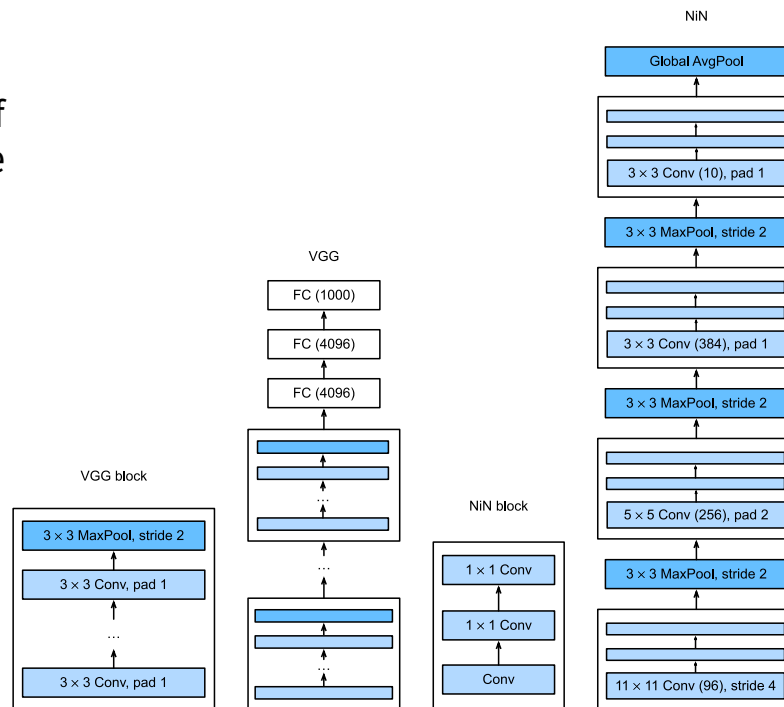 f
e
VGG block
3 × 3 MaxPool, stride 2
3 × 3 Conv, pad 1
...
3 × 3 Conv, pad 1
VGG
FC (1000)
FC (4096)
FC (4096)
...
...
...
NiN block
1 × 1 Conv
1 × 1 Conv
Conv
NiN
Global AvgPool
3 × 3 Conv (10), pad 1
3 × 3 MaxPool, stride 2
3 × 3 Conv (384), pad 1
3 × 3 MaxPool, stride 2
5 × 5 Conv (256), pad 2
3 × 3 MaxPool, stride 2
11 × 11 Conv (96), stride 4